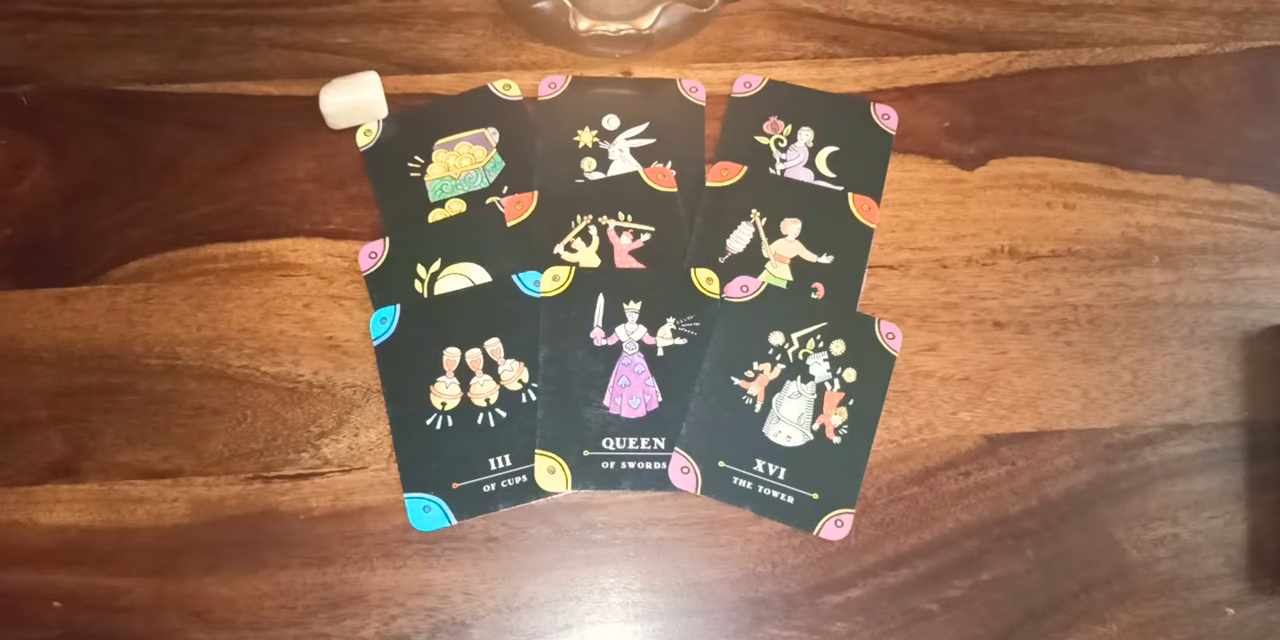 III
OF CUPS
QUEEN
OF SWORDS
XVI
THE TOWER